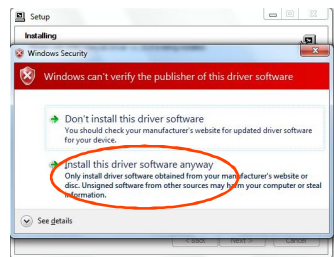 Setup
Installing
Windows Security
Windows can't verify the publisher of this driver software
Don't install this driver software
You should check your manufacturer's website for updated driver software
for your device.
Install this driver software anyway
Only install driver software obtained from your manufacturer's website or
disc. Unsigned software from other sources may harm your computer or steal
information.
See details
< Back Next > Cancel